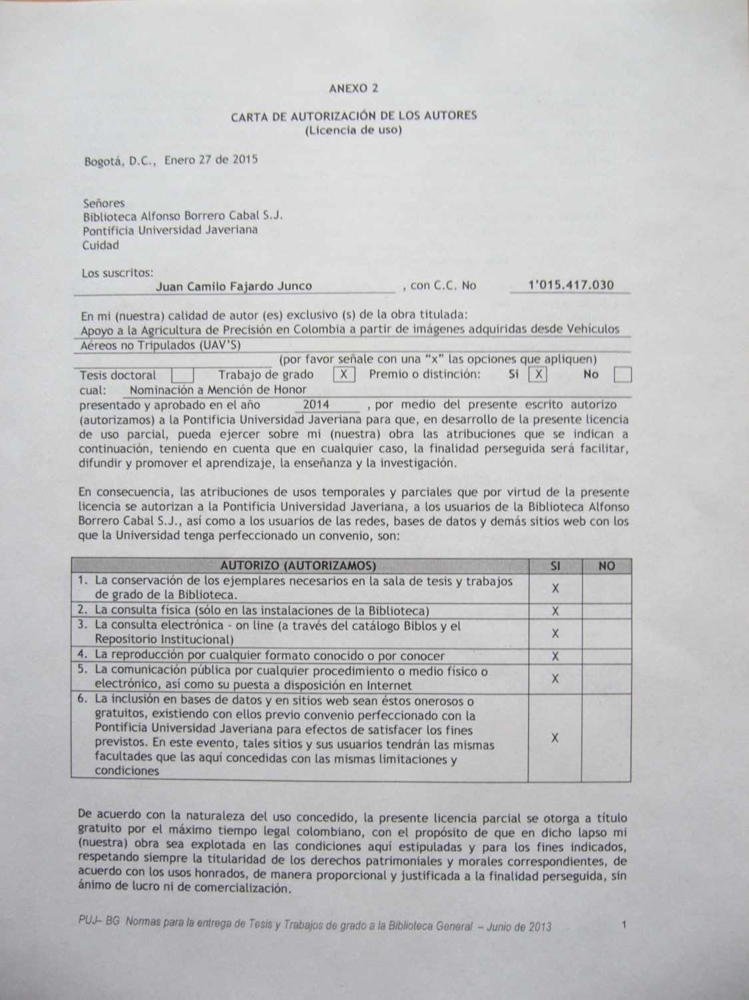 ANEXO 2
CARTA DE AUTORIZACIÓN DE LOS AUTORES
(Licencia de uso)
Bogotá, D.C., Enero 27 de 2015
Señores
Biblioteca Alfonso Borrero Cabal S.J.
Pontificia Universidad Javeriana
Cuidad
Los suscritos:
Juan Camilo Fajardo Junco , con C.C. No 1'015.417.030
En mi (nuestra) calidad de autor (es) exclusivo (s) de la obra titulada:
Apoyo a la Agricultura de Precisión en Colombia a partir de imágenes adquiridas desde Vehículos
Aéreos no Tripulados (UAV'S)
(por favor señale con una “x” las opciones que apliquen)
Tesis doctoral Trabajo de grado X Premio o distinción: Si X No
cual: Nominación a Mención de Honor
presentado y aprobado en el año 2014 , por medio del presente escrito autorizo
(autorizamos) a la Pontificia Universidad Javeriana para que, en desarrollo de la presente licencia
de uso parcial, pueda ejercer sobre mi (nuestra) obra las atribuciones que se indican a
continuación, teniendo en cuenta que en cualquier caso, la finalidad perseguida será facilitar,
difundir y promover el aprendizaje, la enseñanza y la investigación.
En consecuencia, las atribuciones de usos temporales y parciales que por virtud de la presente
licencia se autorizan a la Pontificia Universidad Javeriana, a los usuarios de la Biblioteca Alfonso
Borrero Cabal S.J., así como a los usuarios de las redes, bases de datos y demás sitios web con los
que la Universidad tenga perfeccionado un convenio, son:
AUTORIZO (AUTORIZAMOS) SI NO
1. La conservación de los ejemplares necesarios en la sala de tesis y trabajos
de grado de la Biblioteca. X
2. La consulta física (sólo en las instalaciones de la Biblioteca) X
3. La consulta electrónica - on line (a través del catálogo Biblos y el
Repositorio Institucional) X
4. La reproducción por cualquier formato conocido o por conocer X
5. La comunicación pública por cualquier procedimiento o medio físico o
electrónico, así como su puesta a disposición en Internet X
6. La inclusión en bases de datos y en sitios web sean éstos onerosos o
gratuitos, existiendo con ellos previo convenio perfeccionado con la
Pontificia Universidad Javeriana para efectos de satisfacer los fines
previstos. En este evento, tales sitios y sus usuarios tendrán las mismas X
facultades que las aquí concedidas con las mismas limitaciones y
condiciones
De acuerdo con la naturaleza del uso concedido, la presente licencia parcial se otorga a título
gratuito por el máximo tiempo legal colombiano, con el propósito de que en dicho lapso mi
(nuestra) obra sea explotada en las condiciones aquí estipuladas y para los fines indicados,
respetando siempre la titularidad de los derechos patrimoniales y morales correspondientes, de
acuerdo con los usos honrados, de manera proporcional y justificada a la finalidad perseguida, sin
ánimo de lucro ni de comercialización.
PUJ– BG Normas para la entrega de Tesis y Trabajos de grado a la Biblioteca General – Junio de 2013 1